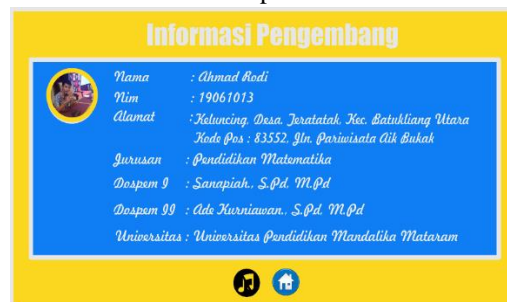 Informasi Pengembang
Nama : Ahmad Rodi
Nim : 19061013
Alamat : Keluncing, Desa. Teratatak, Kec. Batukliang Utara
Kode Pos : 83552, Jln. Pariwisata Aik Bukak
Jurusan : Pendidikan Matematika
Dospem I : Sanapiah., S.Pd, M.Pd
Dospem II : Ade Kurniawan., S.Pd, M.Pd
Universitas : Universitas Pendidikan Mandalika Mataram